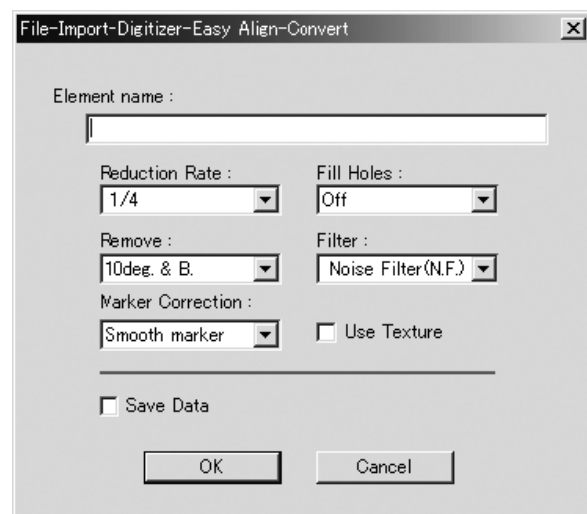 File-Import-Digitizer-Easy Align-Convert
Element name :
Reduction Rate : Fill Holes :
1/4 Off
Remove : Filter :
10deg. & B. Noise Filter(N.F.)
Marker Correction :
Smooth marker Use Texture
Save Data
OK Cancel